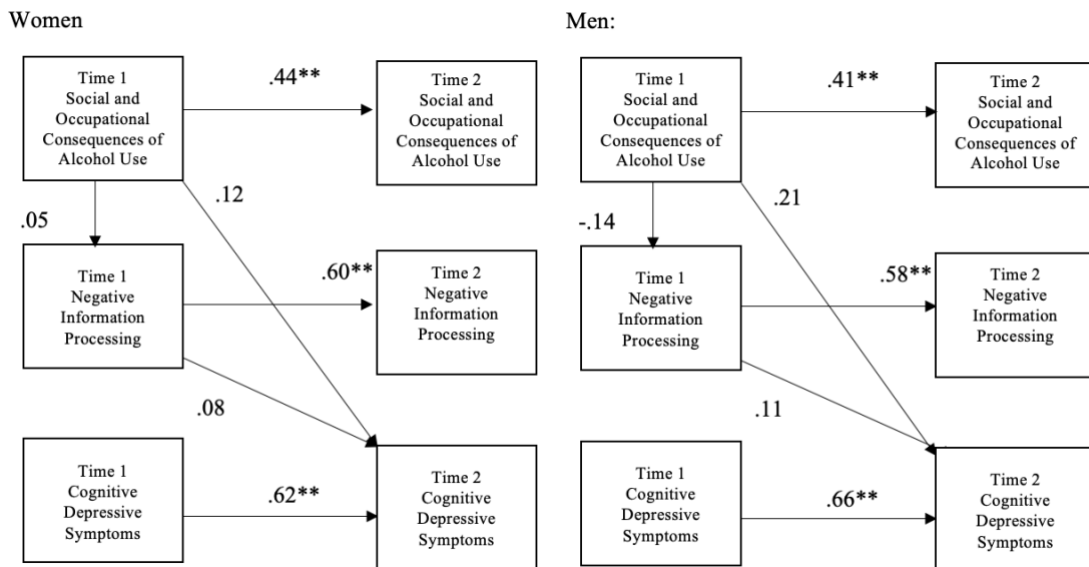 Women
Time 1
Social and
Occupational
Consequences of
Alcohol Use
.44**
Time 2
Social and
Occupational
Consequences of
Alcohol Use
.05
.12
Time 1
Negative
Information
Processing
.60**
Time 2
Negative
Information
Processing
.08
Time 1
Cognitive
Depressive
Symptoms
.62**
Time 2
Cognitive
Depressive
Symptoms
Men:
Time 1
Social and
Occupational
Consequences of
Alcohol Use
.41**
Time 2
Social and
Occupational
Consequences of
Alcohol Use
-.14
.21
Time 1
Negative
Information
Processing
.58**
Time 2
Negative
Information
Processing
.11
Time 1
Cognitive
Depressive
Symptoms
.66**
Time 2
Cognitive
Depressive
Symptoms